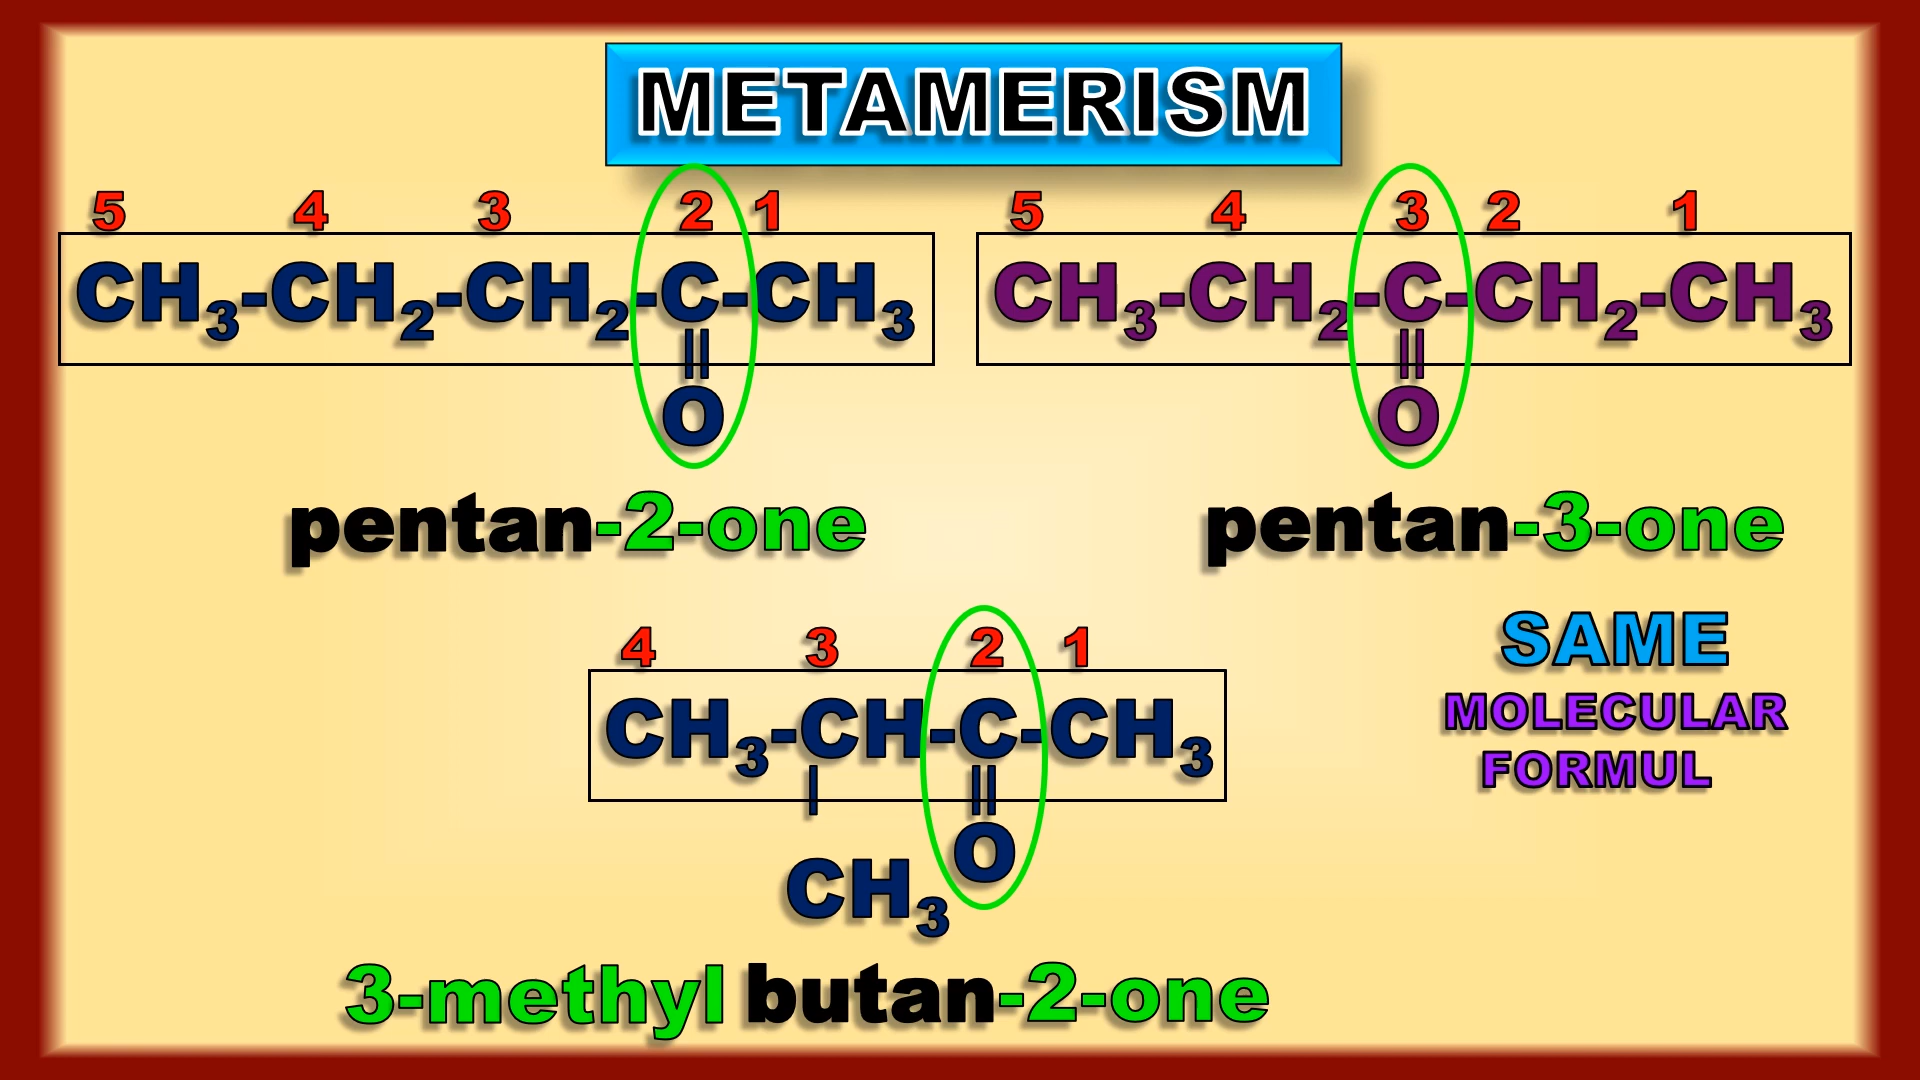 METAMERISM
5 4 3 2 1
CH₃-CH₂-CH₂-C-CH₃
||
O
pentan-2-one
5 4 3 2 1
CH₃-CH₂-C-CH₂-CH₃
||
O
pentan-3-one
4 3 2 1
CH₃-CH-C-CH₃
| ||
O
CH₃
3-methyl butan-2-one
SAME
MOLECULAR
FORMUL